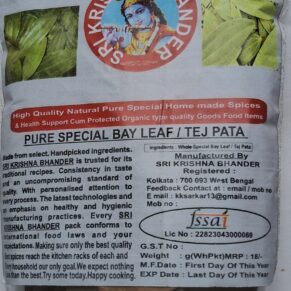 SRI KRISHNA BHANDER
High Quality Natural Pure Special Home made Spices
& Health Support Cum Protected Organic type quality Goods Food Items
PURE SPECIAL BAY LEAF / TEJ PATA
Made from select. Handpicked ingredients.
SRI KRISHNA BHANDER is trusted for its
traditional recipes. Consistency in taste
and an uncompromising standard of
quality. With personalised attention to
every process. The latest technologies and
an emphasis on healthy and hygienic
manufacturing practices. Every SRI
KRISHNA BHANDER pack conforms to
international food laws and your
expectations. Making sure only the best quality
spices reach the kitchen racks of each and
Every household our only goal. We expect nothing
less than the best. Try some today. Happy cooking.
Ingredients : Whole Special Bay Leaf / Tej Pata
Manufactured By
SRI KRISHNA BHANDER
Registered :
Kolkata : 700 093 West Bengal
Feedback Contact at : email / mob no
E mail : kksarkar13@gmail.com
Mob :
fssai
Lic No : 22823043000069
G.S.T No :
Weight : g(WhPkt)MRP : 18/-
M.F.Date : First Day Of This Year
EXP Date : Last Day Of This Year